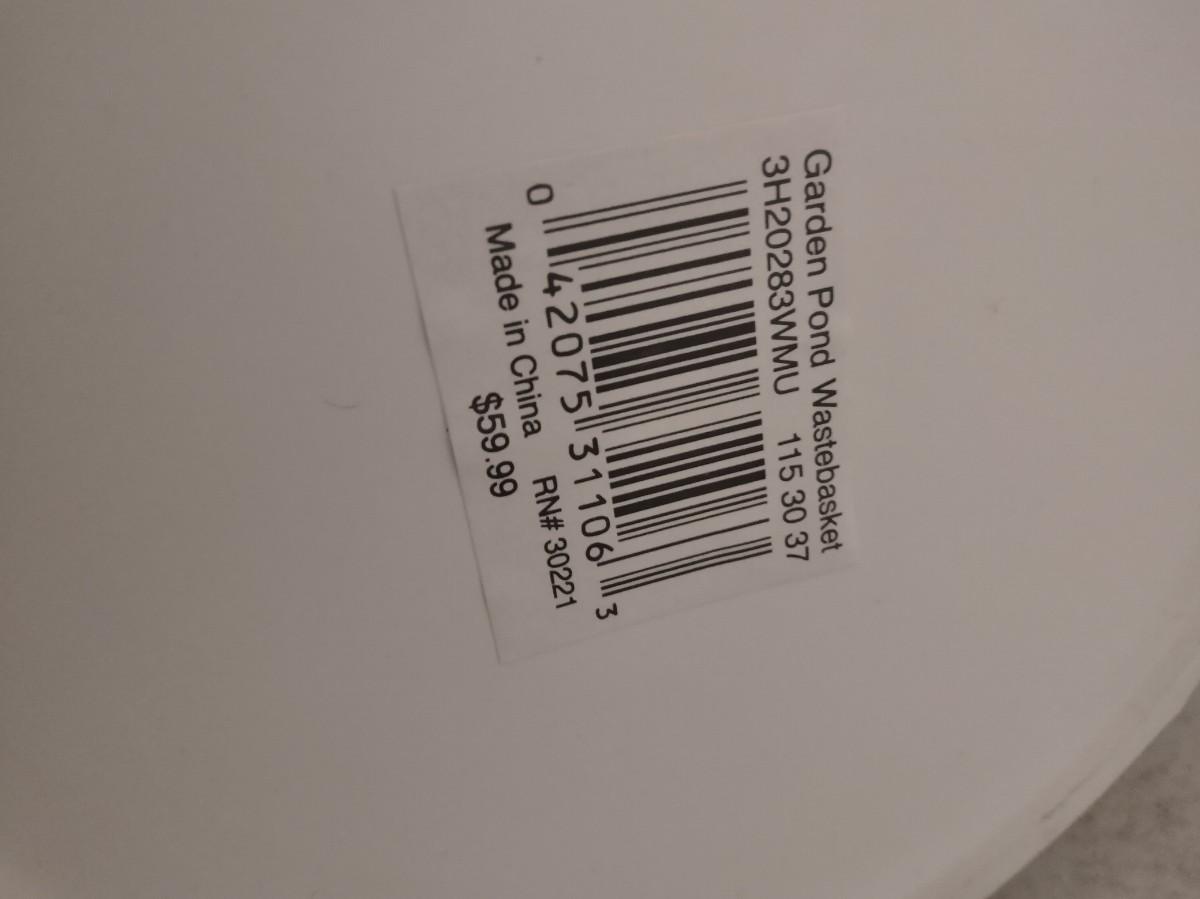 Garden Pond Wastebasket
3H20283WMU 115 30 37
0 42075 31106 3
Made in China RN# 30221
$59.99